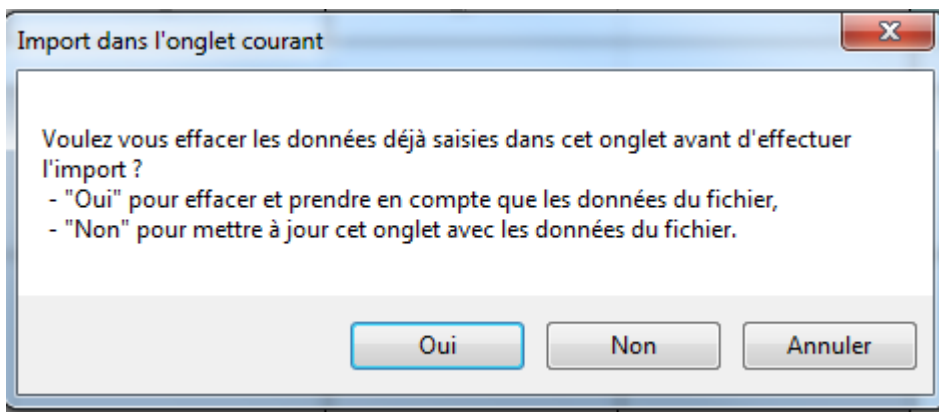 Import dans l'onglet courant
Voulez vous effacer les données déjà saisies dans cet onglet avant d'effectuer
l'import ?
- "Oui" pour effacer et prendre en compte que les données du fichier,
- "Non" pour mettre à jour cet onglet avec les données du fichier.
Oui Non Annuler